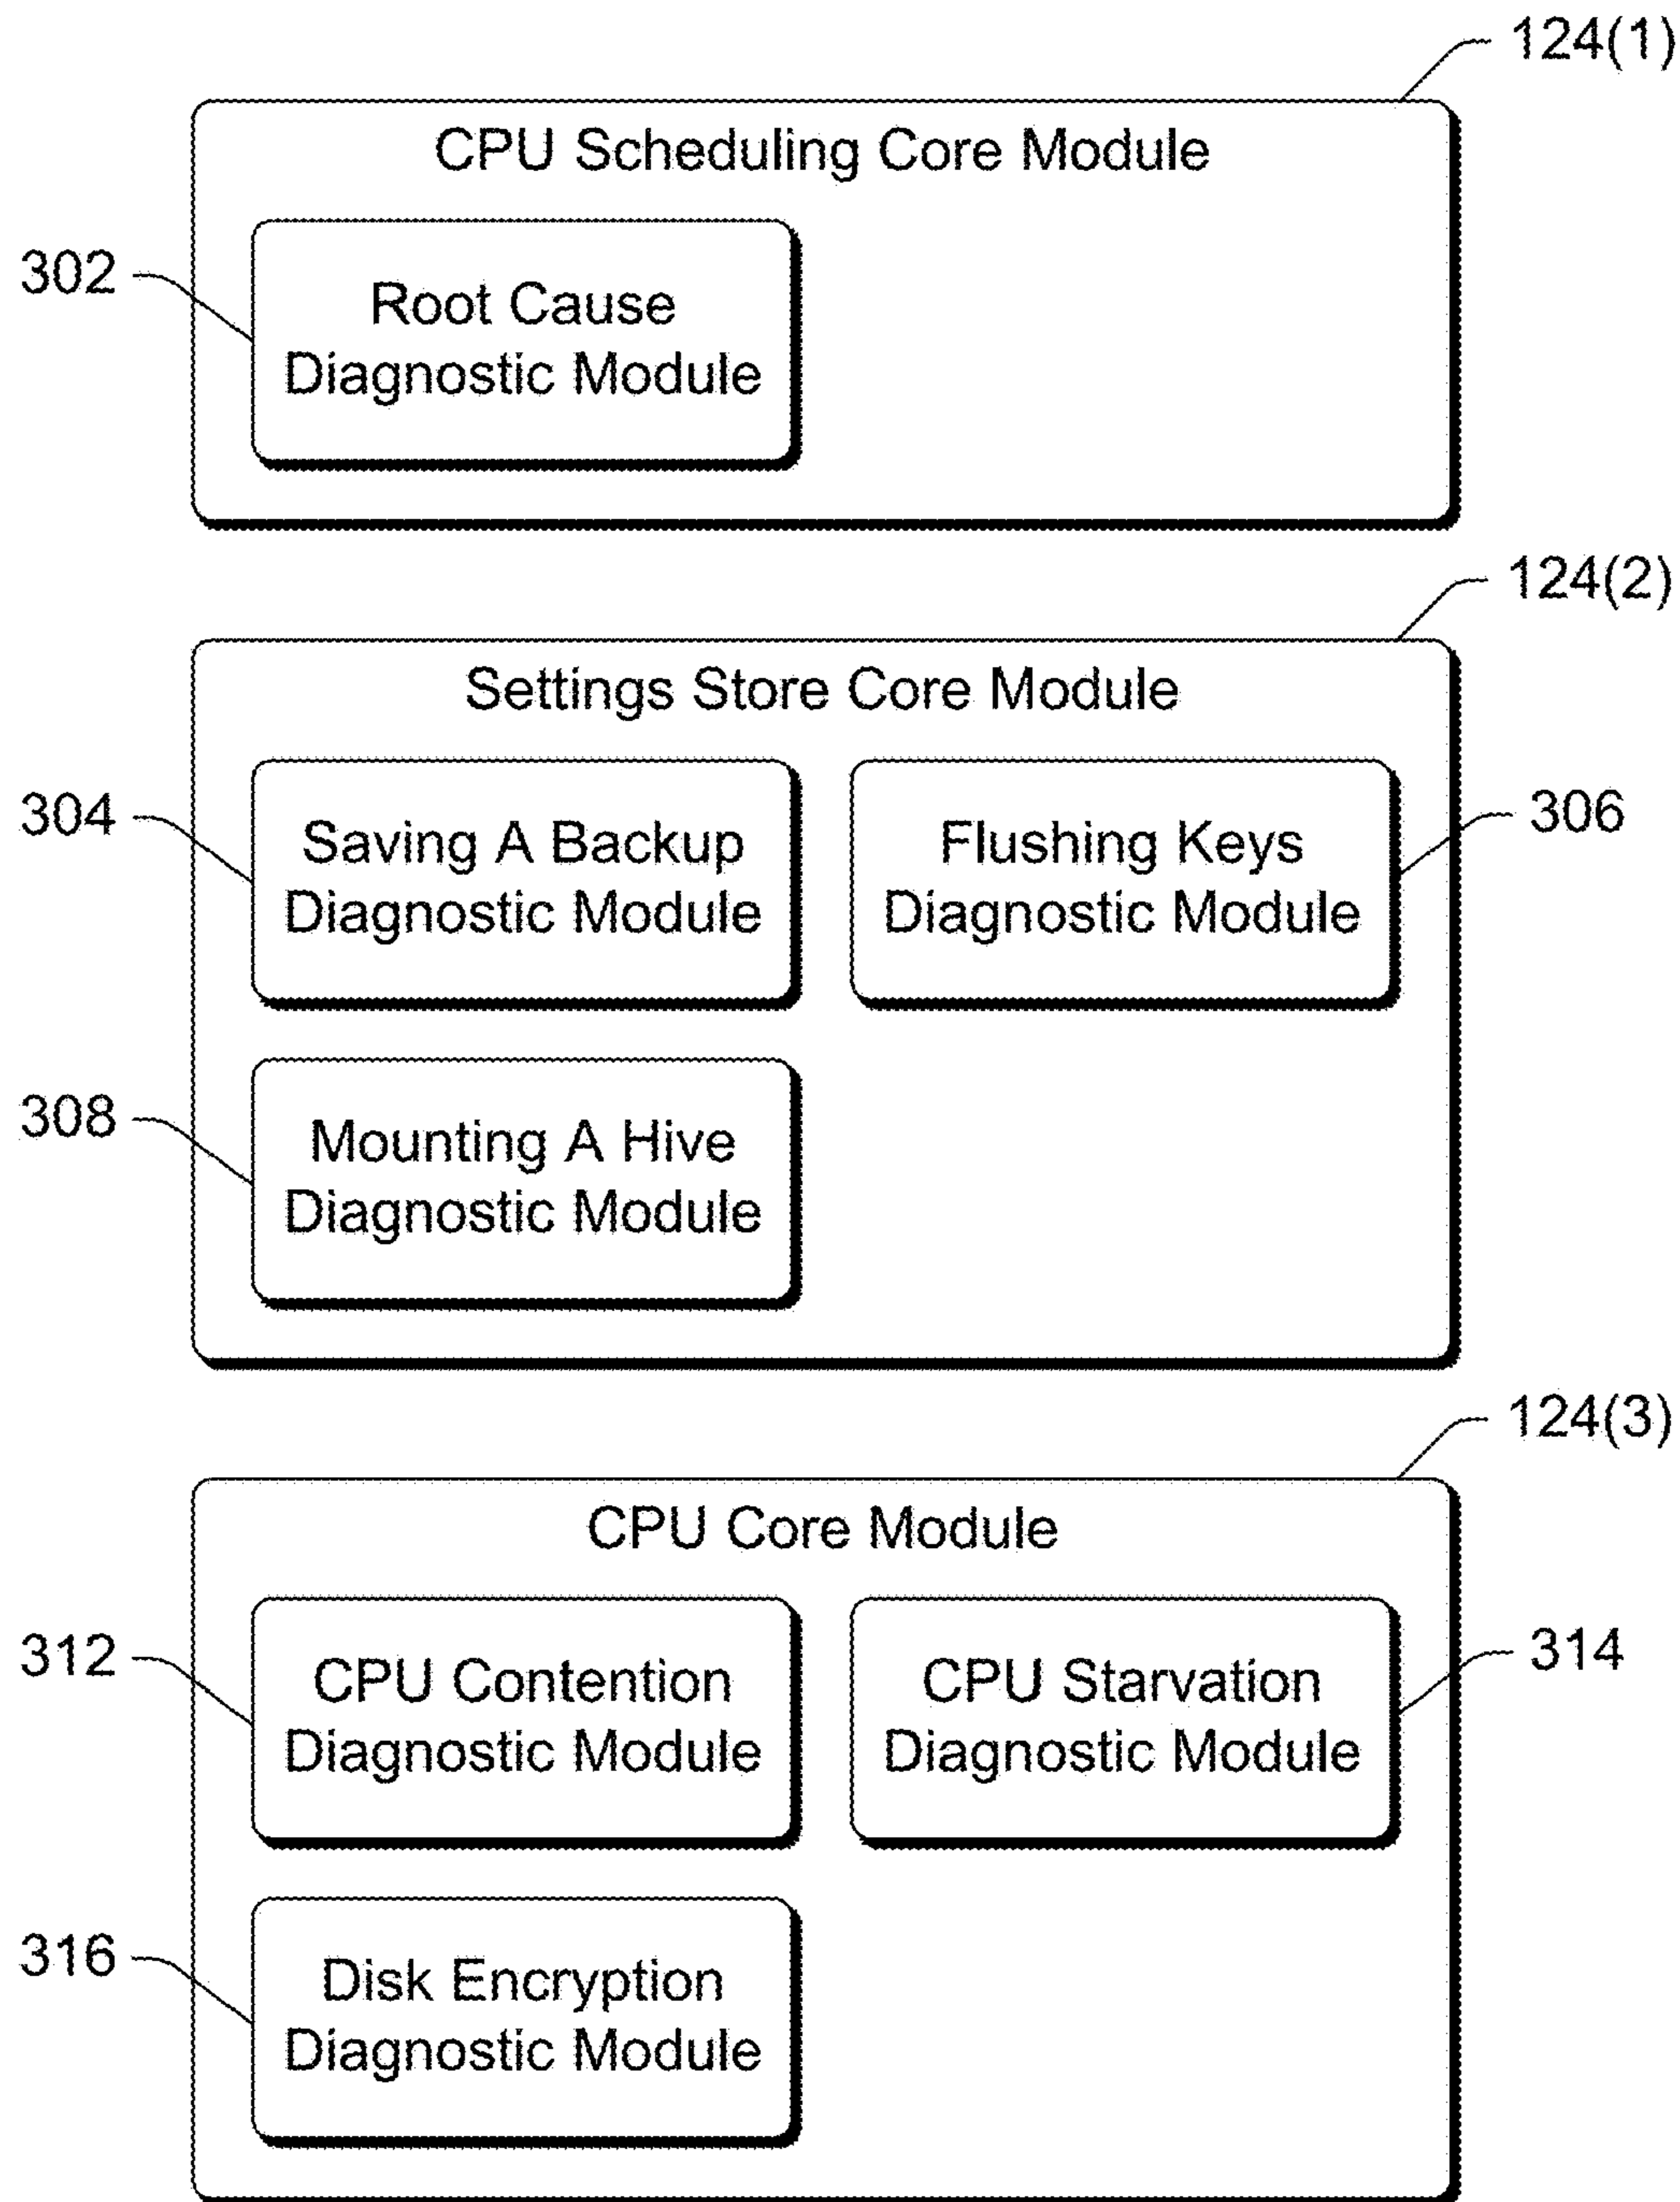 124(1)
CPU Scheduling Core Module
302
Root Cause
Diagnostic Module
124(2)
Settings Store Core Module
304
Saving A Backup
Diagnostic Module
Flushing Keys
Diagnostic Module
306
308
Mounting A Hive
Diagnostic Module
124(3)
CPU Core Module
312
CPU Contention
Diagnostic Module
CPU Starvation
Diagnostic Module
314
316
Disk Encryption
Diagnostic Module